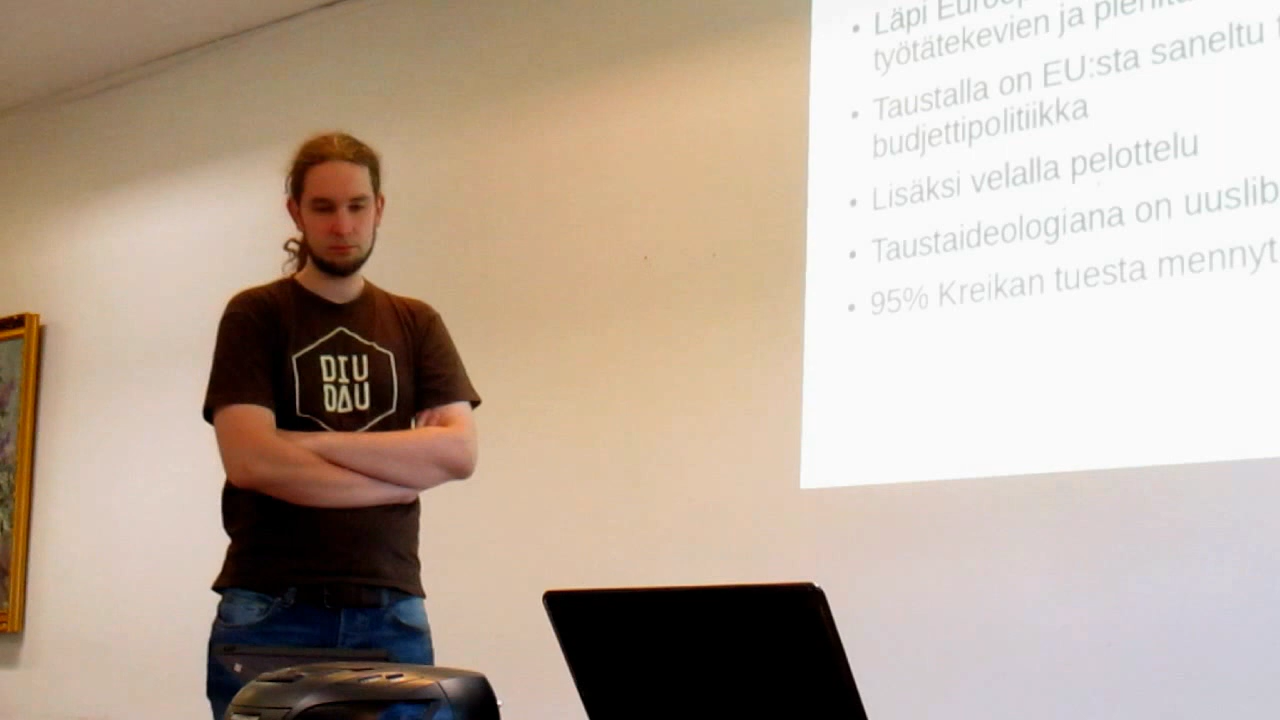 DIU
DAU
• Läpi
työtätekevien ja
• Taustalla on EU:sta saneltu
budjettipolitiikka
• Lisäksi velalla pelottelu
• Taustaideologiana on
• 95% Kreikan tuesta mennyt